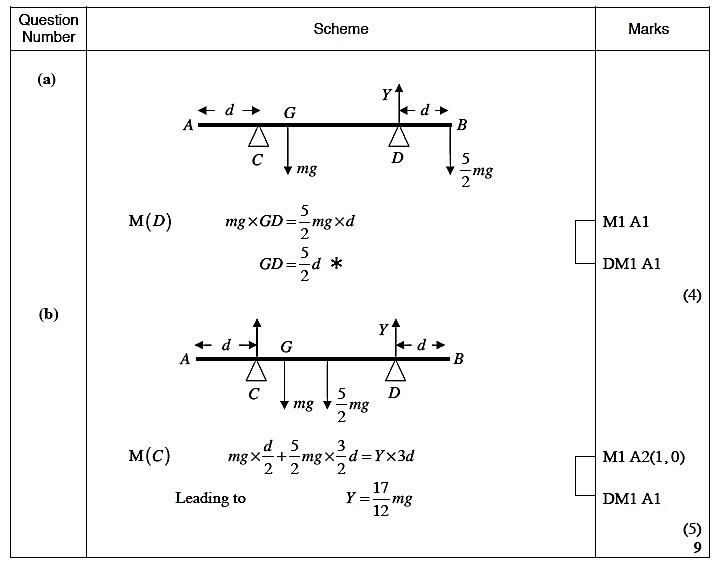 Question Number Scheme Marks
(a)
Y
d G d
A B
C D
mg 5/2 mg
M(D) mg × GD = 5/2 mg × d M1 A1
GD = 5/2 d * DM1 A1
(4)
(b)
Y
d G d
A B
C D
mg 5/2 mg
M(C) mg × d/2 + 5/2 mg × 3/2 d = Y × 3d M1 A2(1, 0)
Leading to Y = 17/12 mg DM1 A1
(5)
9